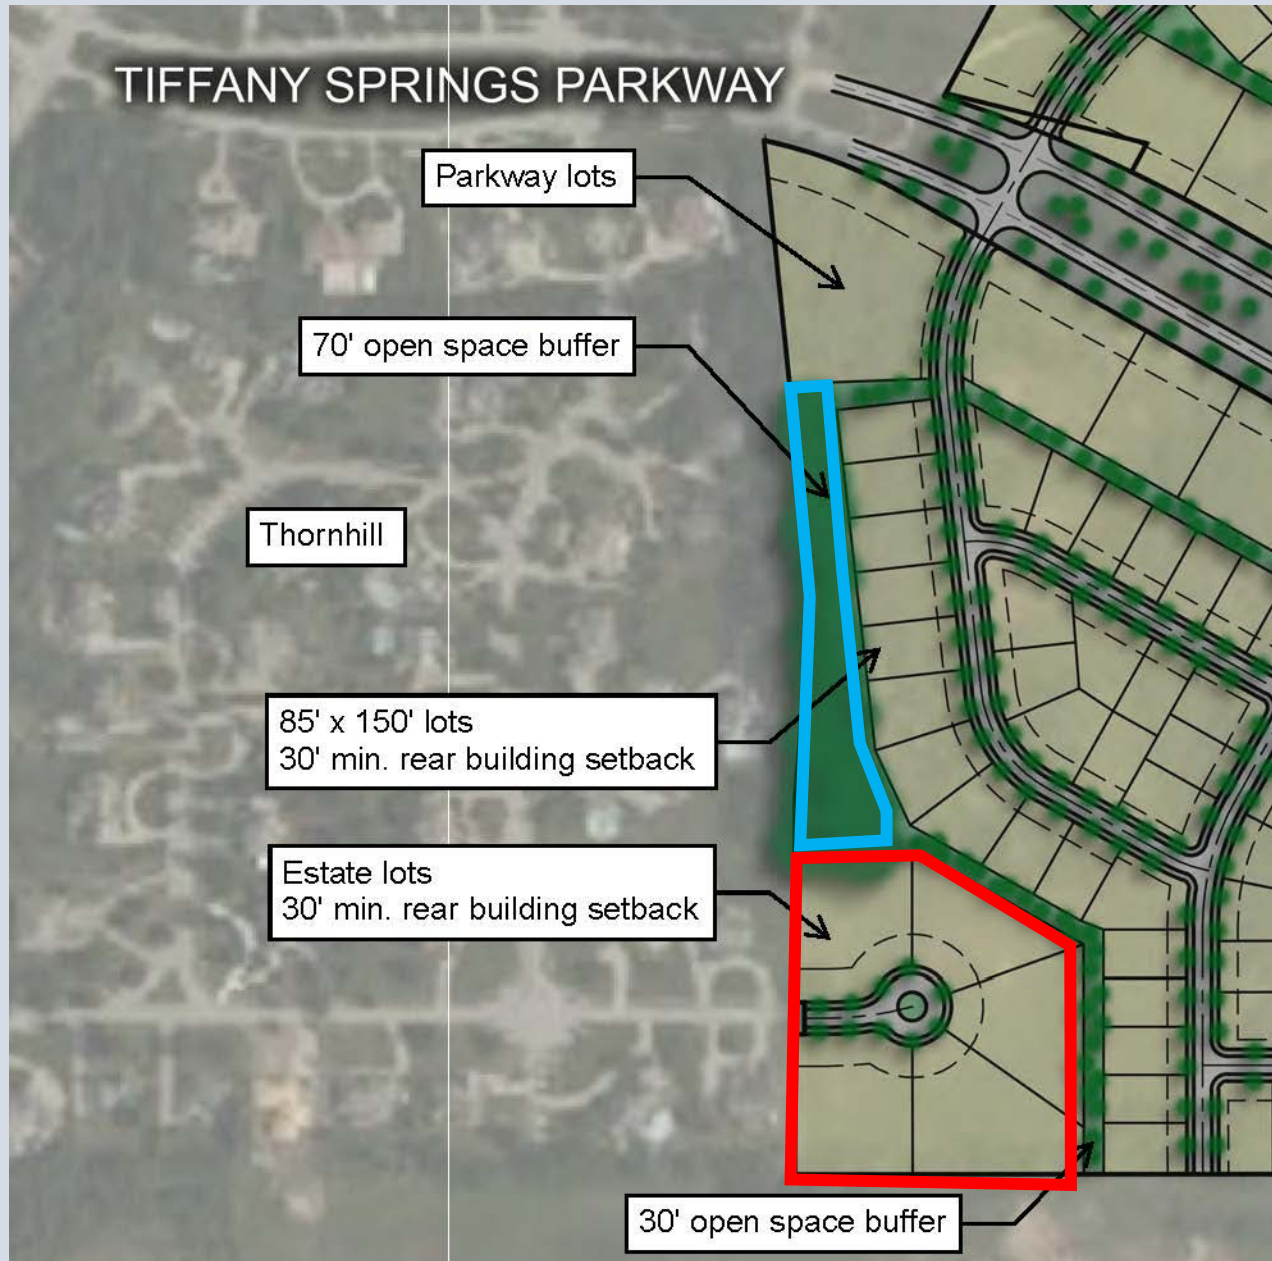 TIFFANY SPRINGS PARKWAY
Parkway lots
70' open space buffer
Thornhill
85' x 150' lots
30' min. rear building setback
Estate lots
30' min. rear building setback
30' open space buffer